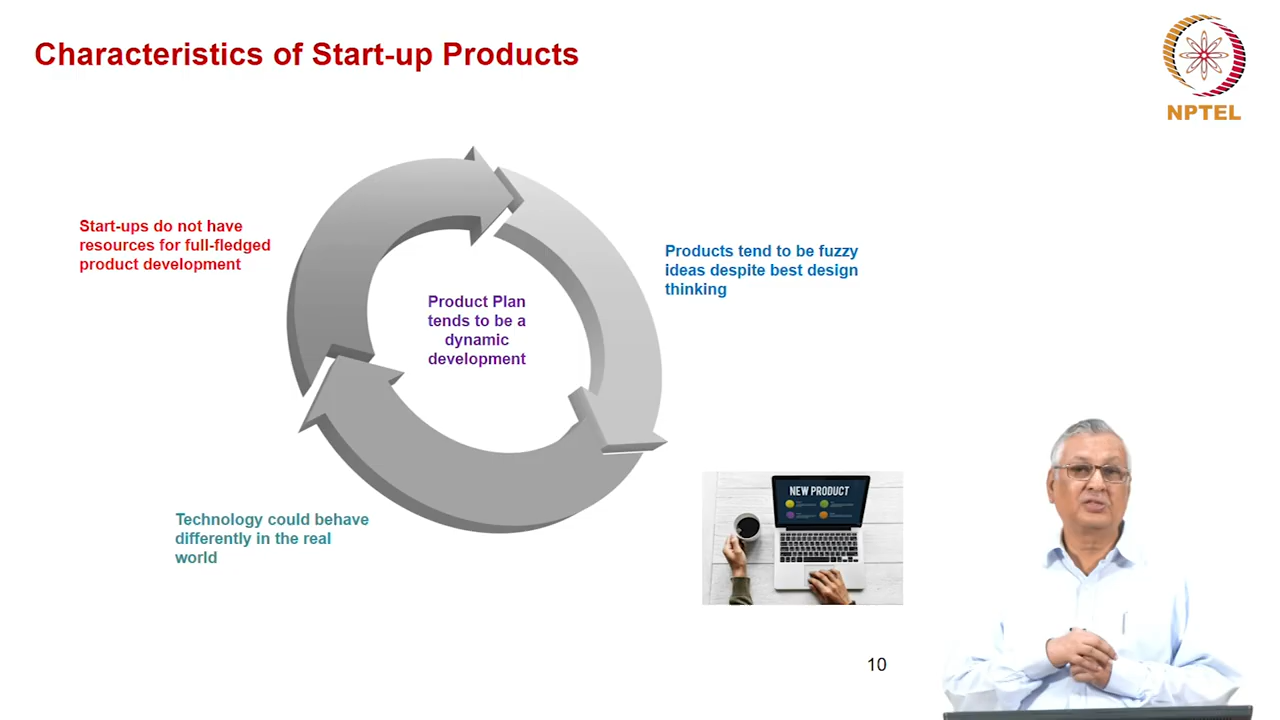 Characteristics of Start-up Products
NPTEL
Start-ups do not have
resources for full-fledged
product development
Products tend to be fuzzy
ideas despite best design
thinking
Product Plan
tends to be a
dynamic
development
Technology could behave
differently in the real
world
NEW PRODUCT
10